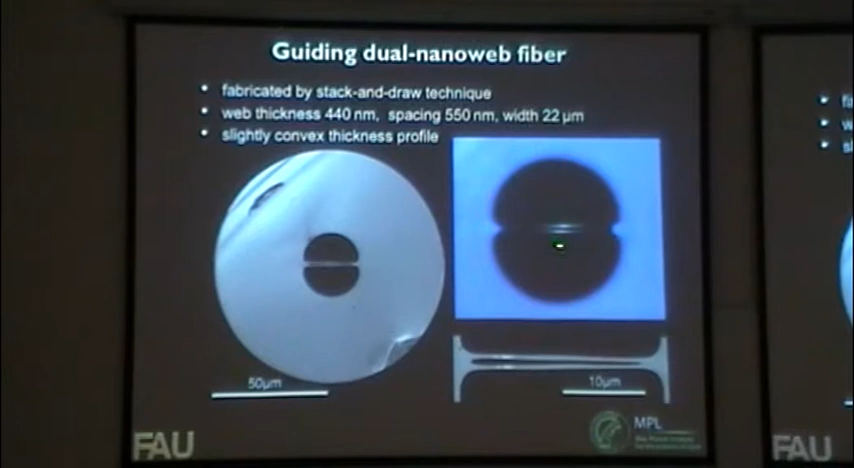 Guiding dual-nanoweb fiber
• fabricated by stack-and-draw technique
• web thickness 440 nm, spacing 550 nm, width 22 µm
• slightly convex thickness profile
50µm
10µm
FAU
MPL
FAU